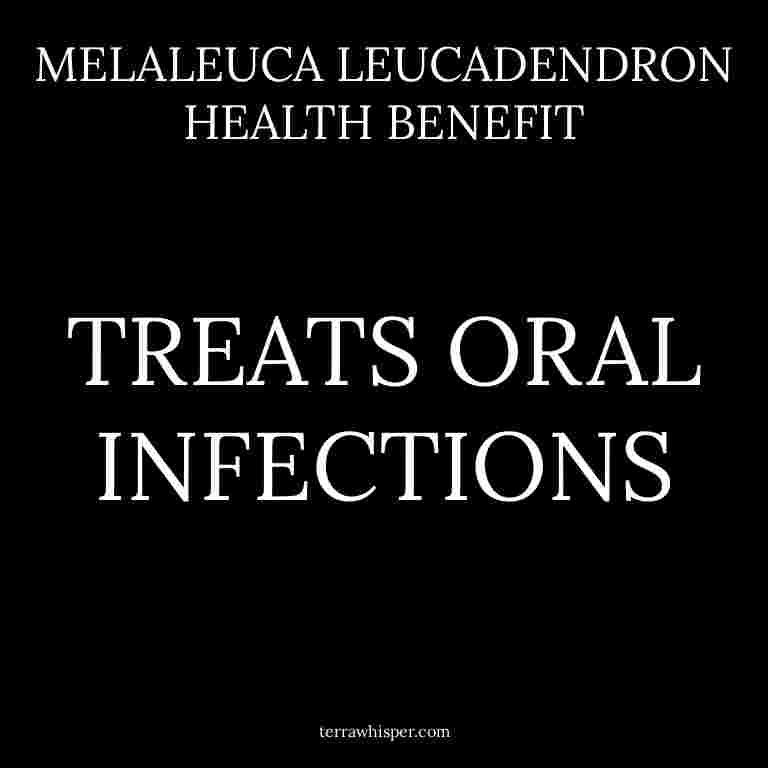 MELALEUCA LEUCADENDRON
HEALTH BENEFIT
TREATS ORAL
INFECTIONS
terrawhisper.com